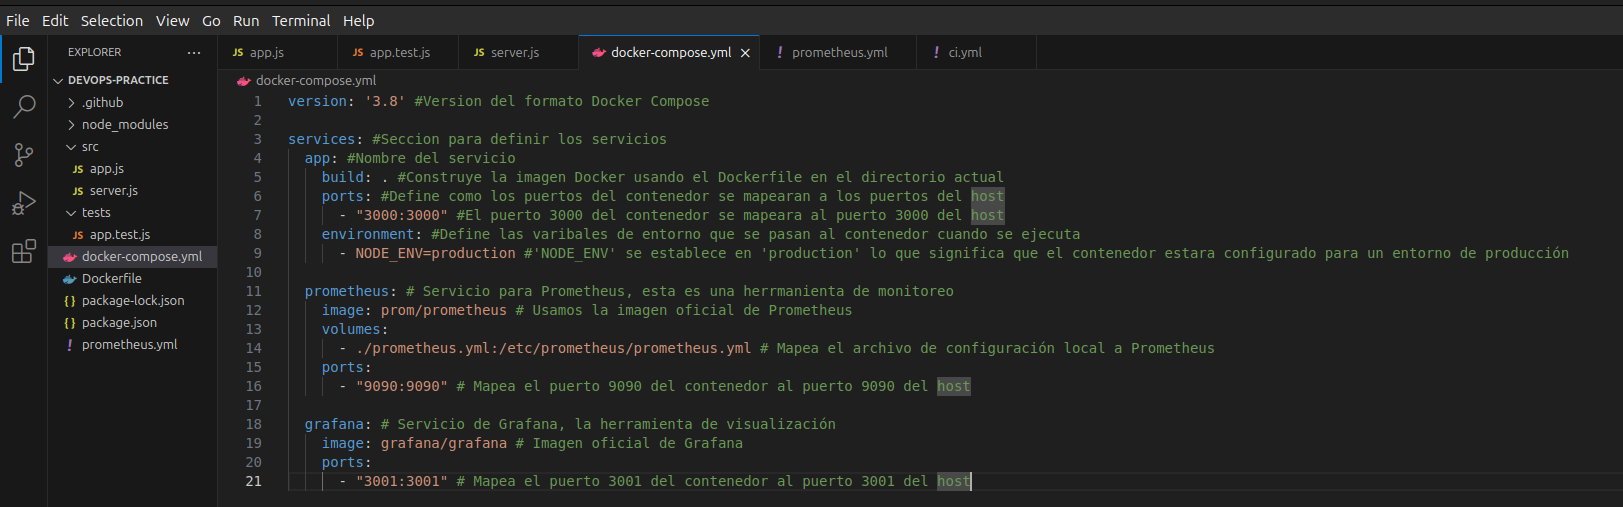 File Edit Selection View Go Run Terminal Help
EXPLORER ···
DEVOPS-PRACTICE
.github
node_modules
src
JS app.js
JS server.js
tests
JS app.test.js
docker-compose.yml
Dockerfile
{} package-lock.json
{} package.json
! prometheus.yml
JS app.js JS app.test.js JS server.js docker-compose.yml × ! prometheus.yml ! ci.yml
docker-compose.yml
1 version: '3.8' #Version del formato Docker Compose
2
3 services: #Seccion para definir los servicios
4 app: #Nombre del servicio
5 build: . #Construye la imagen Docker usando el Dockerfile en el directorio actual
6 ports: #Define como los puertos del contenedor se mapearan a los puertos del host
7 - "3000:3000" #El puerto 3000 del contenedor se mapeara al puerto 3000 del host
8 environment: #Define las varibales de entorno que se pasan al contenedor cuando se ejecuta
9 - NODE_ENV=production #'NODE_ENV' se establece en 'production' lo que significa que el contenedor estara configurado para un entorno de producción
10
11 prometheus: # Servicio para Prometheus, esta es una herrmanienta de monitoreo
12 image: prom/prometheus # Usamos la imagen oficial de Prometheus
13 volumes:
14 - ./prometheus.yml:/etc/prometheus/prometheus.yml # Mapea el archivo de configuración local a Prometheus
15 ports:
16 - "9090:9090" # Mapea el puerto 9090 del contenedor al puerto 9090 del host
17
18 grafana: # Servicio de Grafana, la herramienta de visualización
19 image: grafana/grafana # Imagen oficial de Grafana
20 ports:
21 - "3001:3001" # Mapea el puerto 3001 del contenedor al puerto 3001 del host